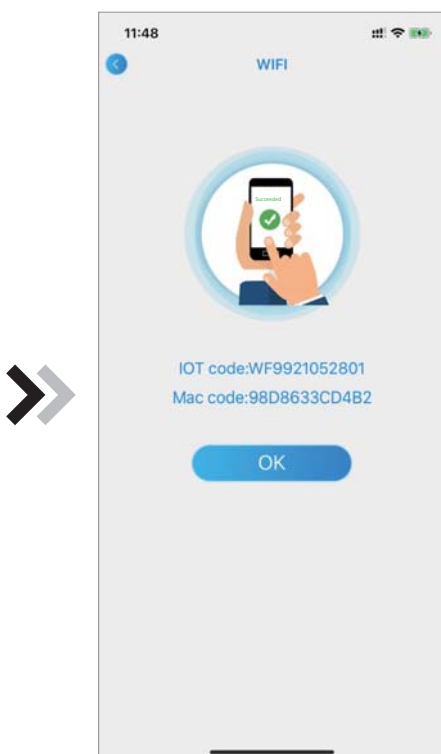 11:48
WIFI
Succeeded
IOT code:WF9921052801
Mac code:98D8633CD4B2
OK